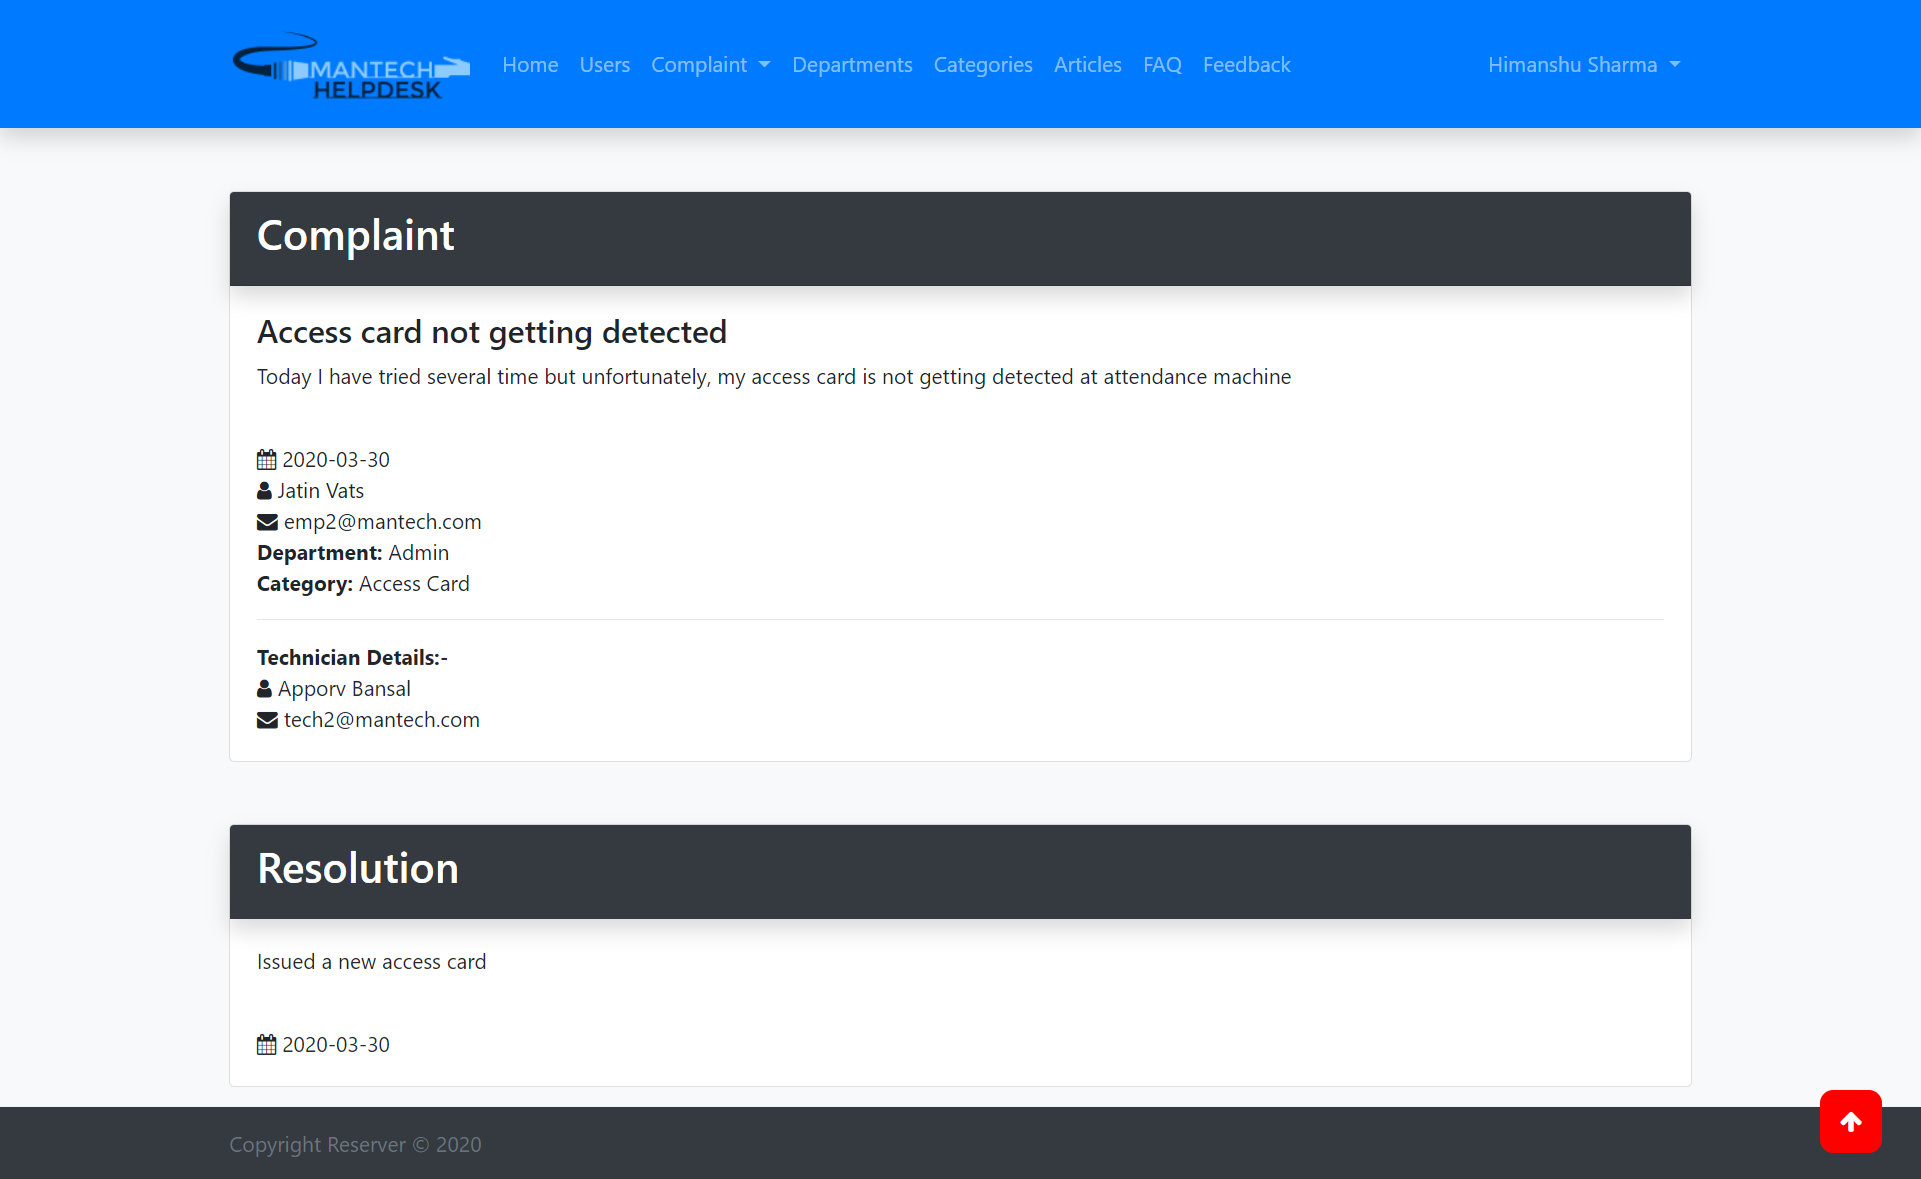 MANTECH
HELPDESK
Home Users Complaint Departments Categories Articles FAQ Feedback Himanshu Sharma
Complaint
Access card not getting detected
Today I have tried several time but unfortunately, my access card is not getting detected at attendance machine
2020-03-30
Jatin Vats
emp2@mantech.com
Department: Admin
Category: Access Card
Technician Details:-
Apporv Bansal
tech2@mantech.com
Resolution
Issued a new access card
2020-03-30
Copyright Reserver © 2020